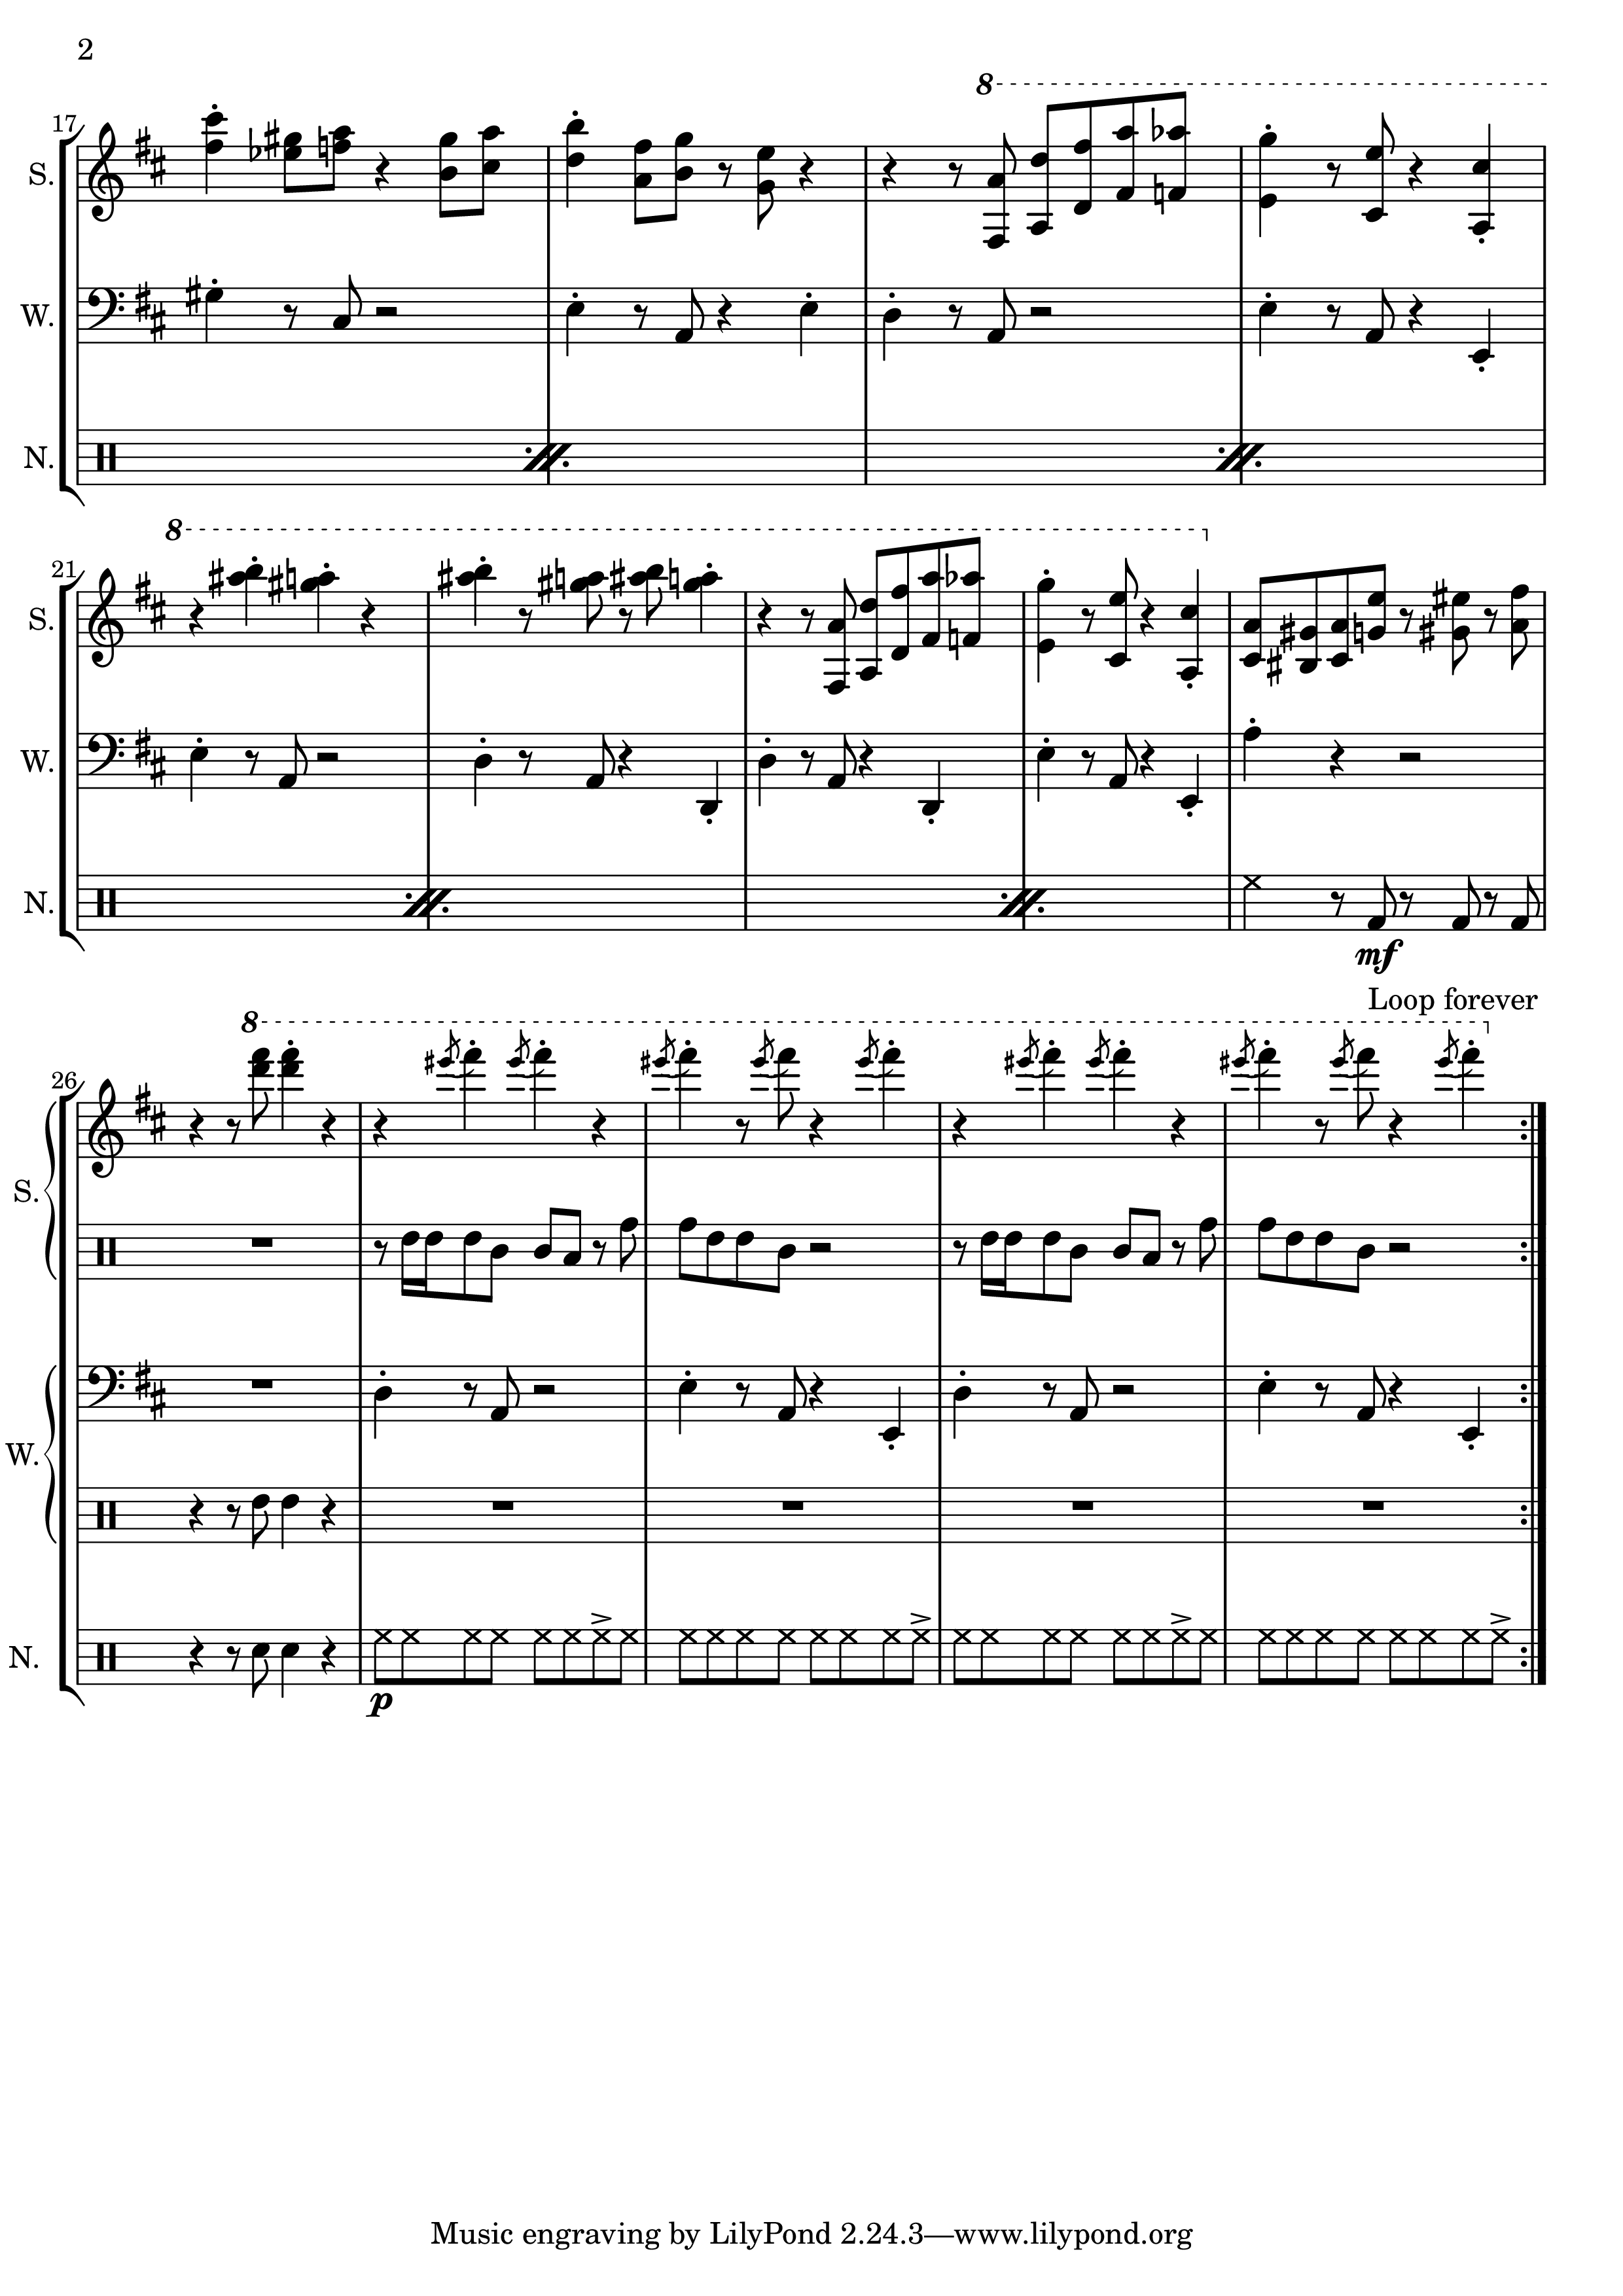 2
8
17
S.
W.
N.
8
21
S.
W.
N.
mf
Loop forever
8
26
S.
W.
N.
p
Music engraving by LilyPond 2.24.3—www.lilypond.org